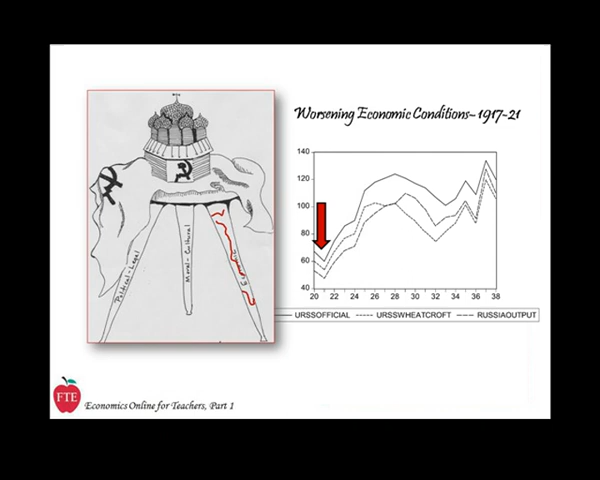 Worsening Economic Conditions-1917-21
Political-Legal
Moral-Cultural
Economic
140
120
100
80
60
40
20 22 24 26 28 30 32 34 36 38
URSSOFFICIAL URSSWHEATCROFT RUSSIAOUTPUT
FTE
Economics Online for Teachers, Part 1